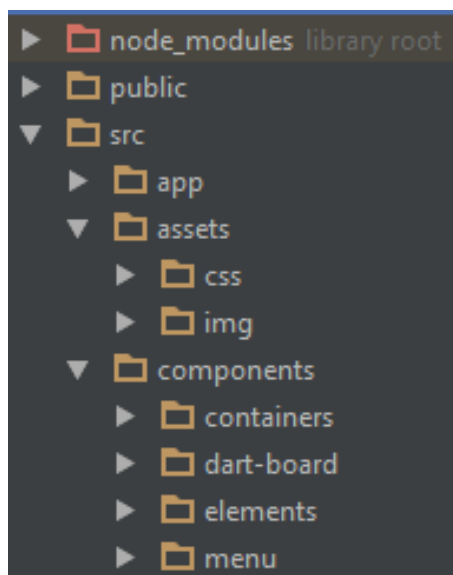 node_modules library root
public
src
app
assets
css
img
components
containers
dart-board
elements
menu